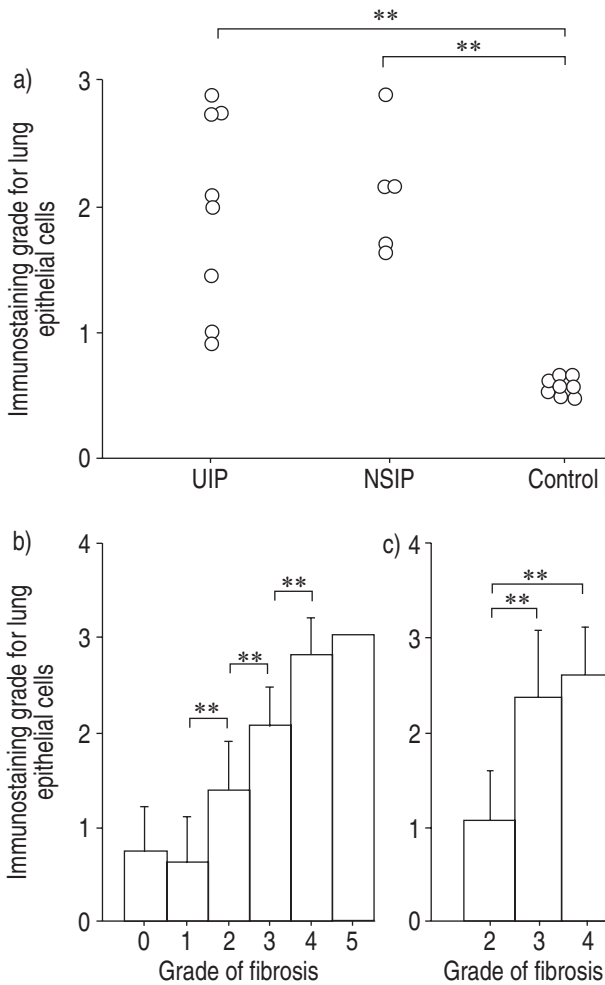 **
**
a)
3
2
1
0
Immunostaining grade for lung
epithelial cells
UIP NSIP Control
b)
4
3
2
1
0
**
**
**
Immunostaining grade for lung
epithelial cells
0 1 2 3 4 5
Grade of fibrosis
c)
4
3
2
1
0
**
**
2 3 4
Grade of fibrosis